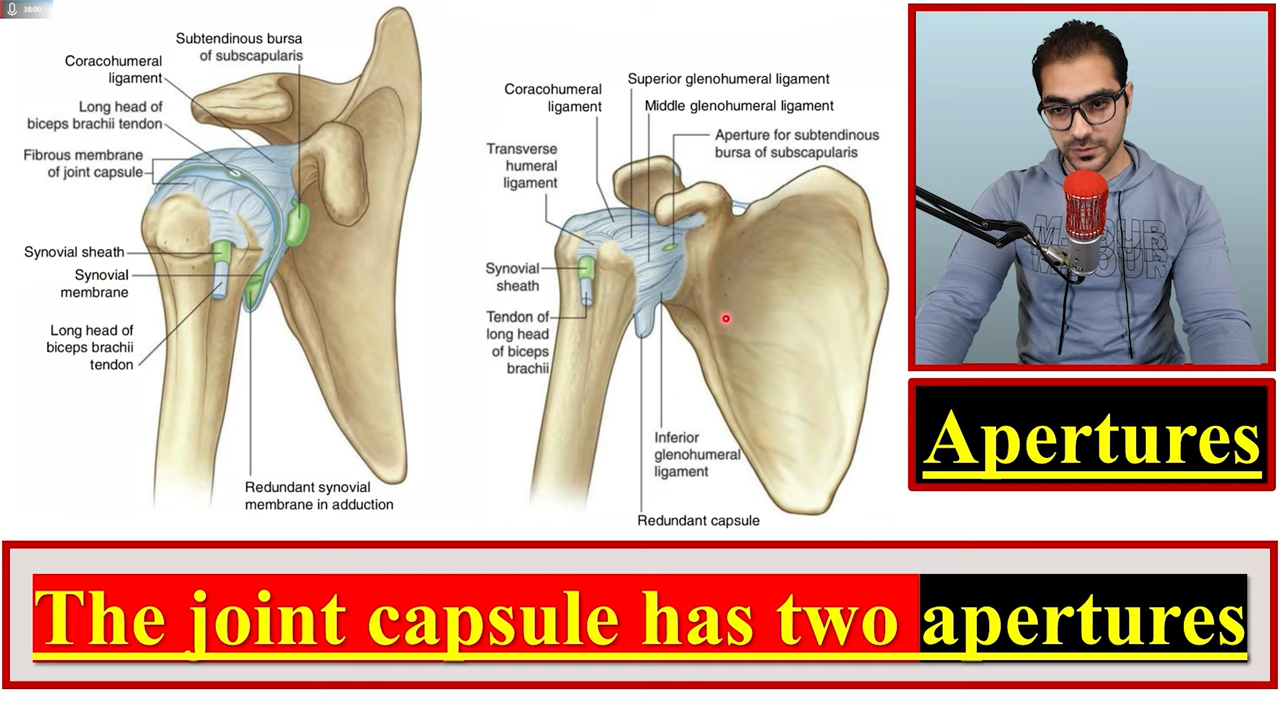 38:00
Subtendinous bursa
of subscapularis
Coracohumeral
ligament
Long head of
biceps brachii tendon
Fibrous membrane
of joint capsule
Synovial sheath
Synovial
membrane
Long head of
biceps brachii
tendon
Redundant synovial
membrane in adduction
Superior glenohumeral ligament
Coracohumeral
ligament
Middle glenohumeral ligament
Aperture for subtendinous
bursa of subscapularis
Transverse
humeral
ligament
Synovial
sheath
Tendon of
long head
of biceps
brachii
Inferior
glenohumeral
ligament
Redundant capsule
Apertures
The joint capsule has two apertures